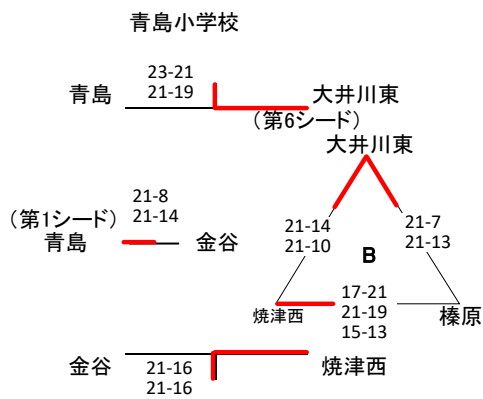 青島小学校
23-21
21-19
青島
大井川東
（第6シード）
大井川東
21-8
21-14
（第1シード）
青島
金谷
21-14
21-10
21-7
21-13
B
17-21
21-19
15-13
焼津西
榛原
金谷
21-16
21-16
焼津西